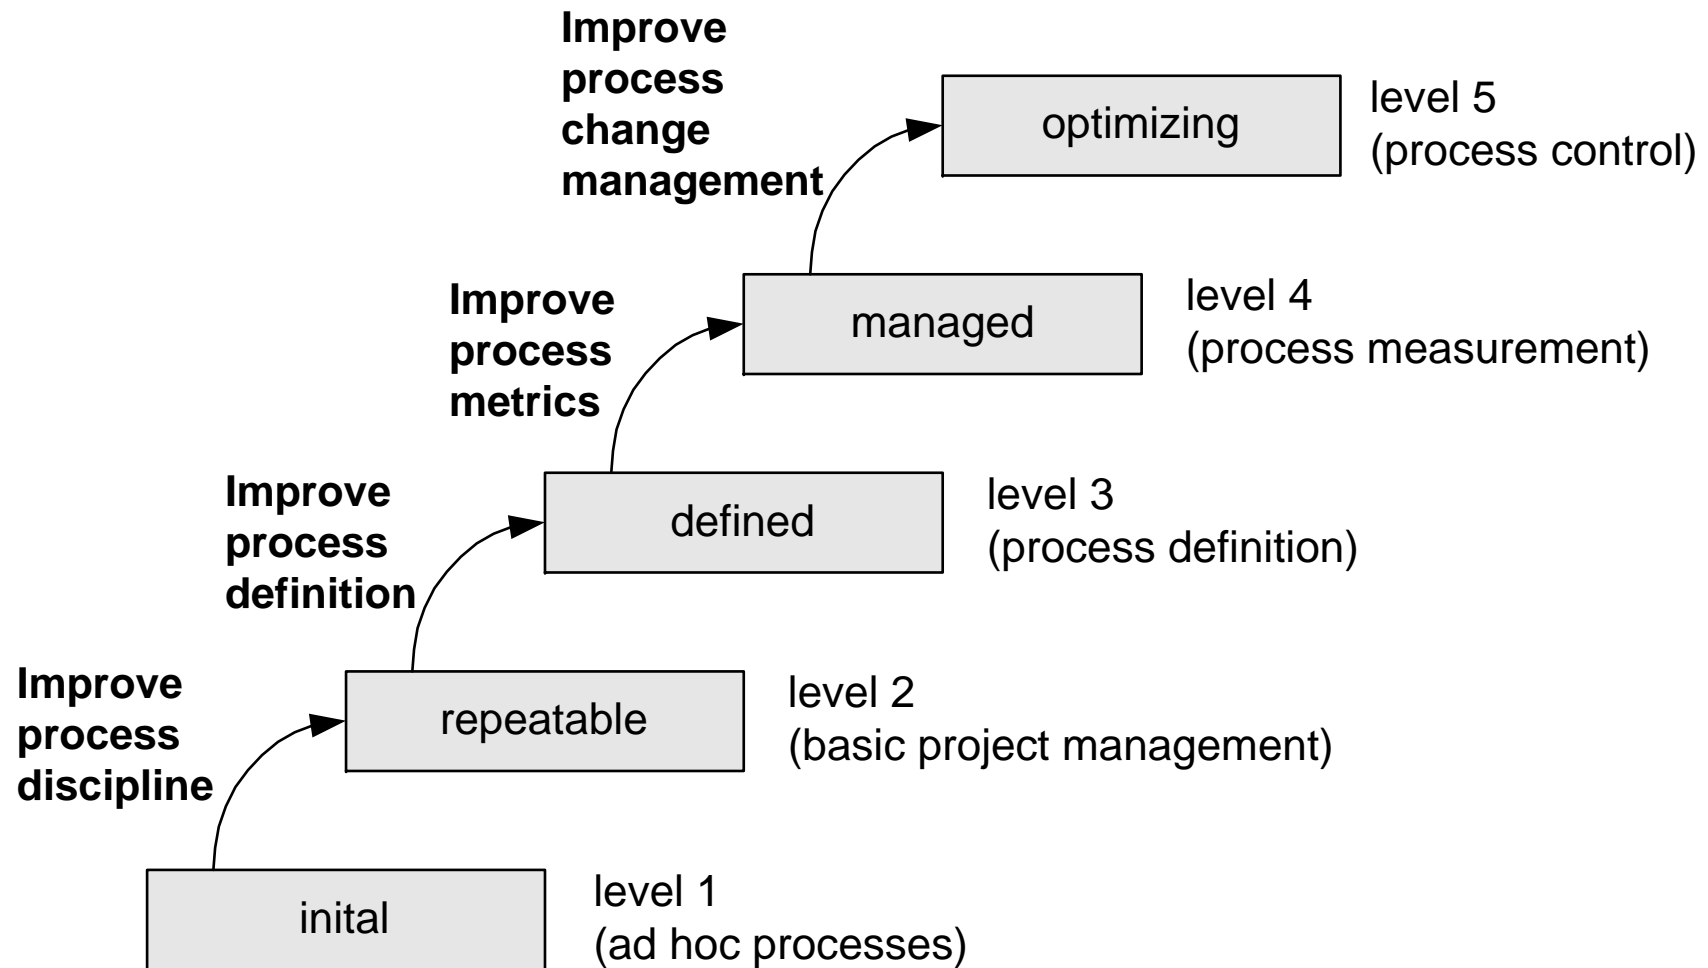 Improve
process
change
management
optimizing
level 5
(process control)
Improve
process
metrics
managed
level 4
(process measurement)
Improve
process
definition
defined
level 3
(process definition)
Improve
process
discipline
repeatable
level 2
(basic project management)
inital
level 1
(ad hoc processes)